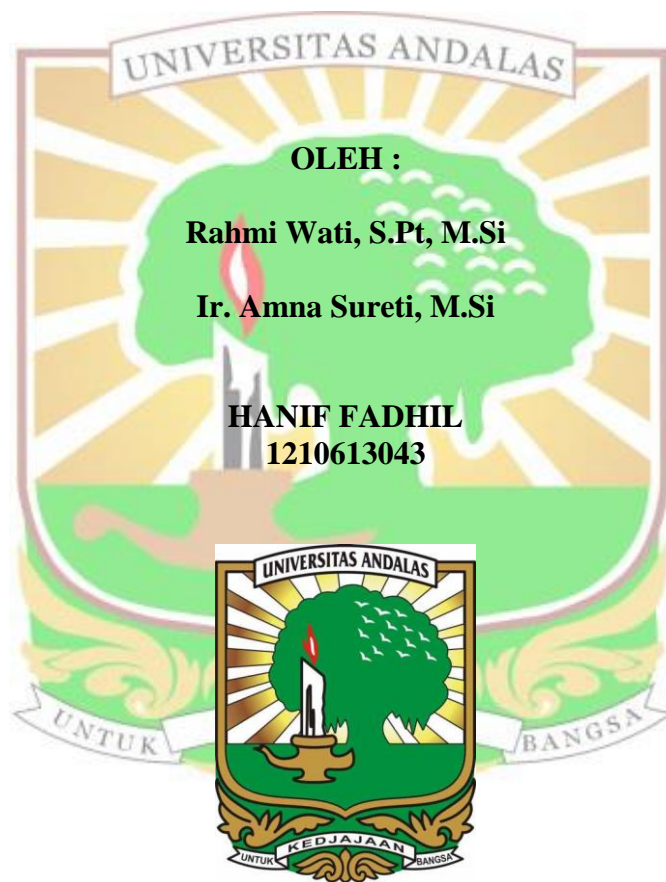 UNIVERSITAS ANDALAS
OLEH :
Rahmi Wati, S.Pt, M.Si
Ir. Amna Sureti, M.Si
HANIF FADHIL
1210613043
UNIVERSITAS ANDALAS
UNTUK BANGSA
UNTUK KEDJAJAAN BANGSA